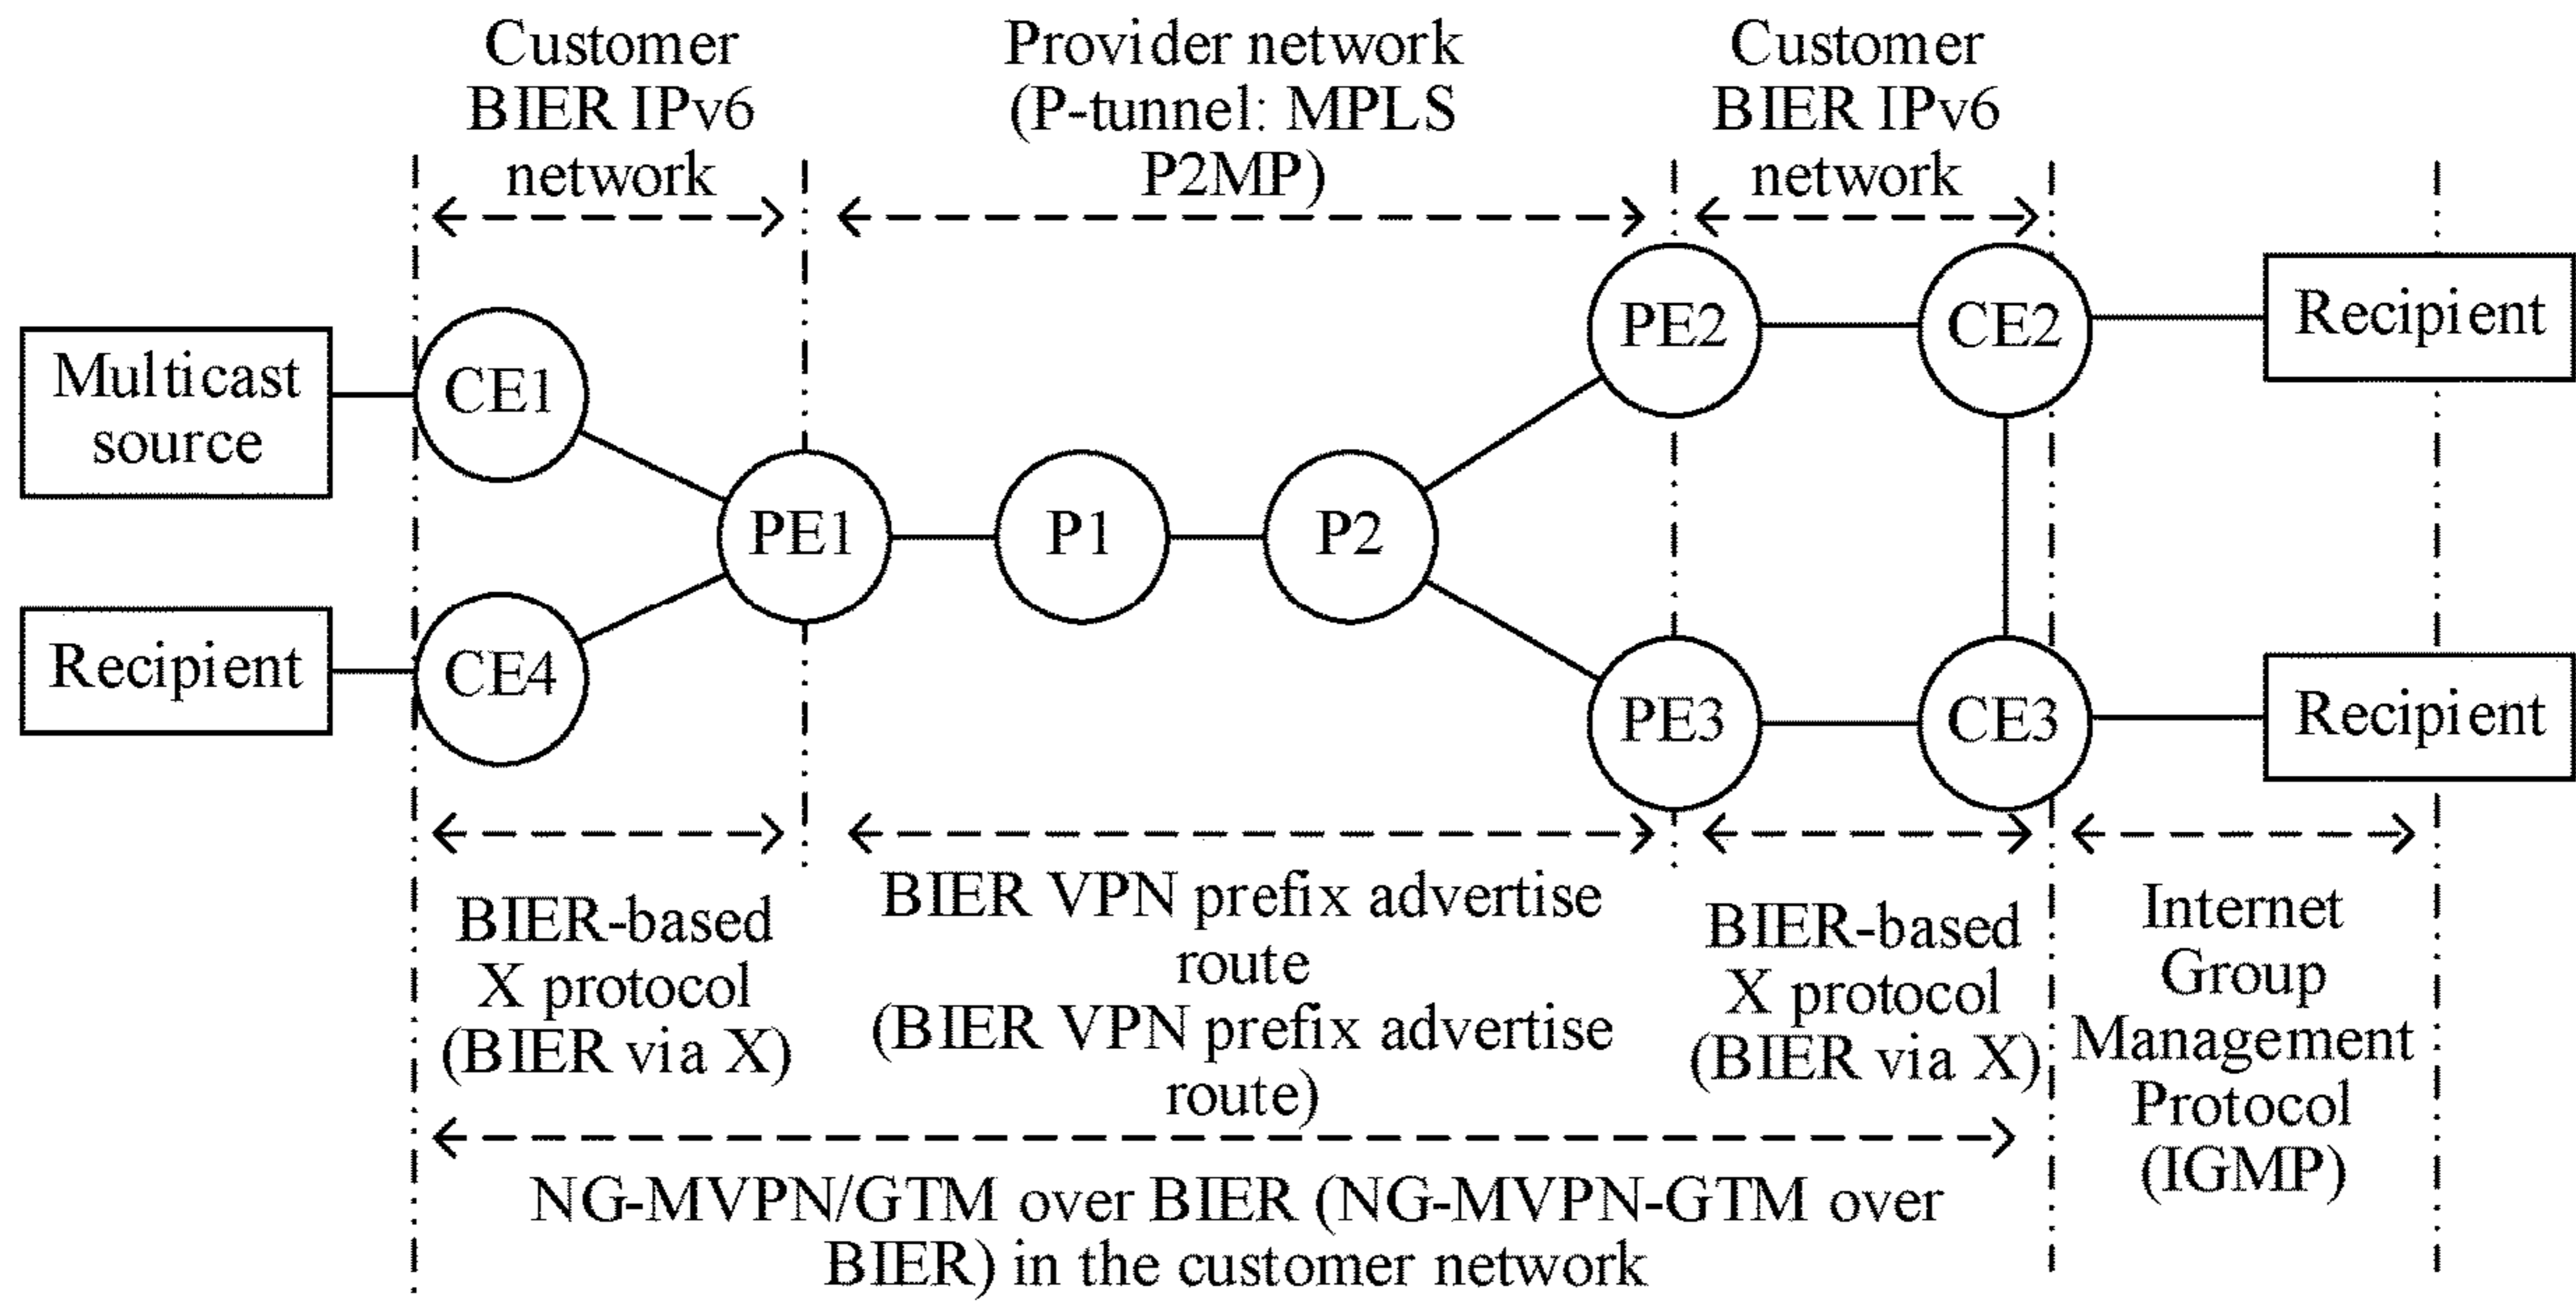 Customer
BIER IPv6
network
Provider network
(P-tunnel: MPLS
P2MP)
Customer
BIER IPv6
network
Multicast
source
CE1
Recipient
CE4
PE1
P1
P2
PE2
CE2
Recipient
PE3
CE3
Recipient
BIER-based
X protocol
(BIER via X)
BIER VPN prefix advertise
route
(BIER VPN prefix advertise
route)
BIER-based
X protocol
(BIER via X)
Internet
Group
Management
Protocol
(IGMP)
NG-MVPN/GTM over BIER (NG-MVPN-GTM over
BIER) in the customer network